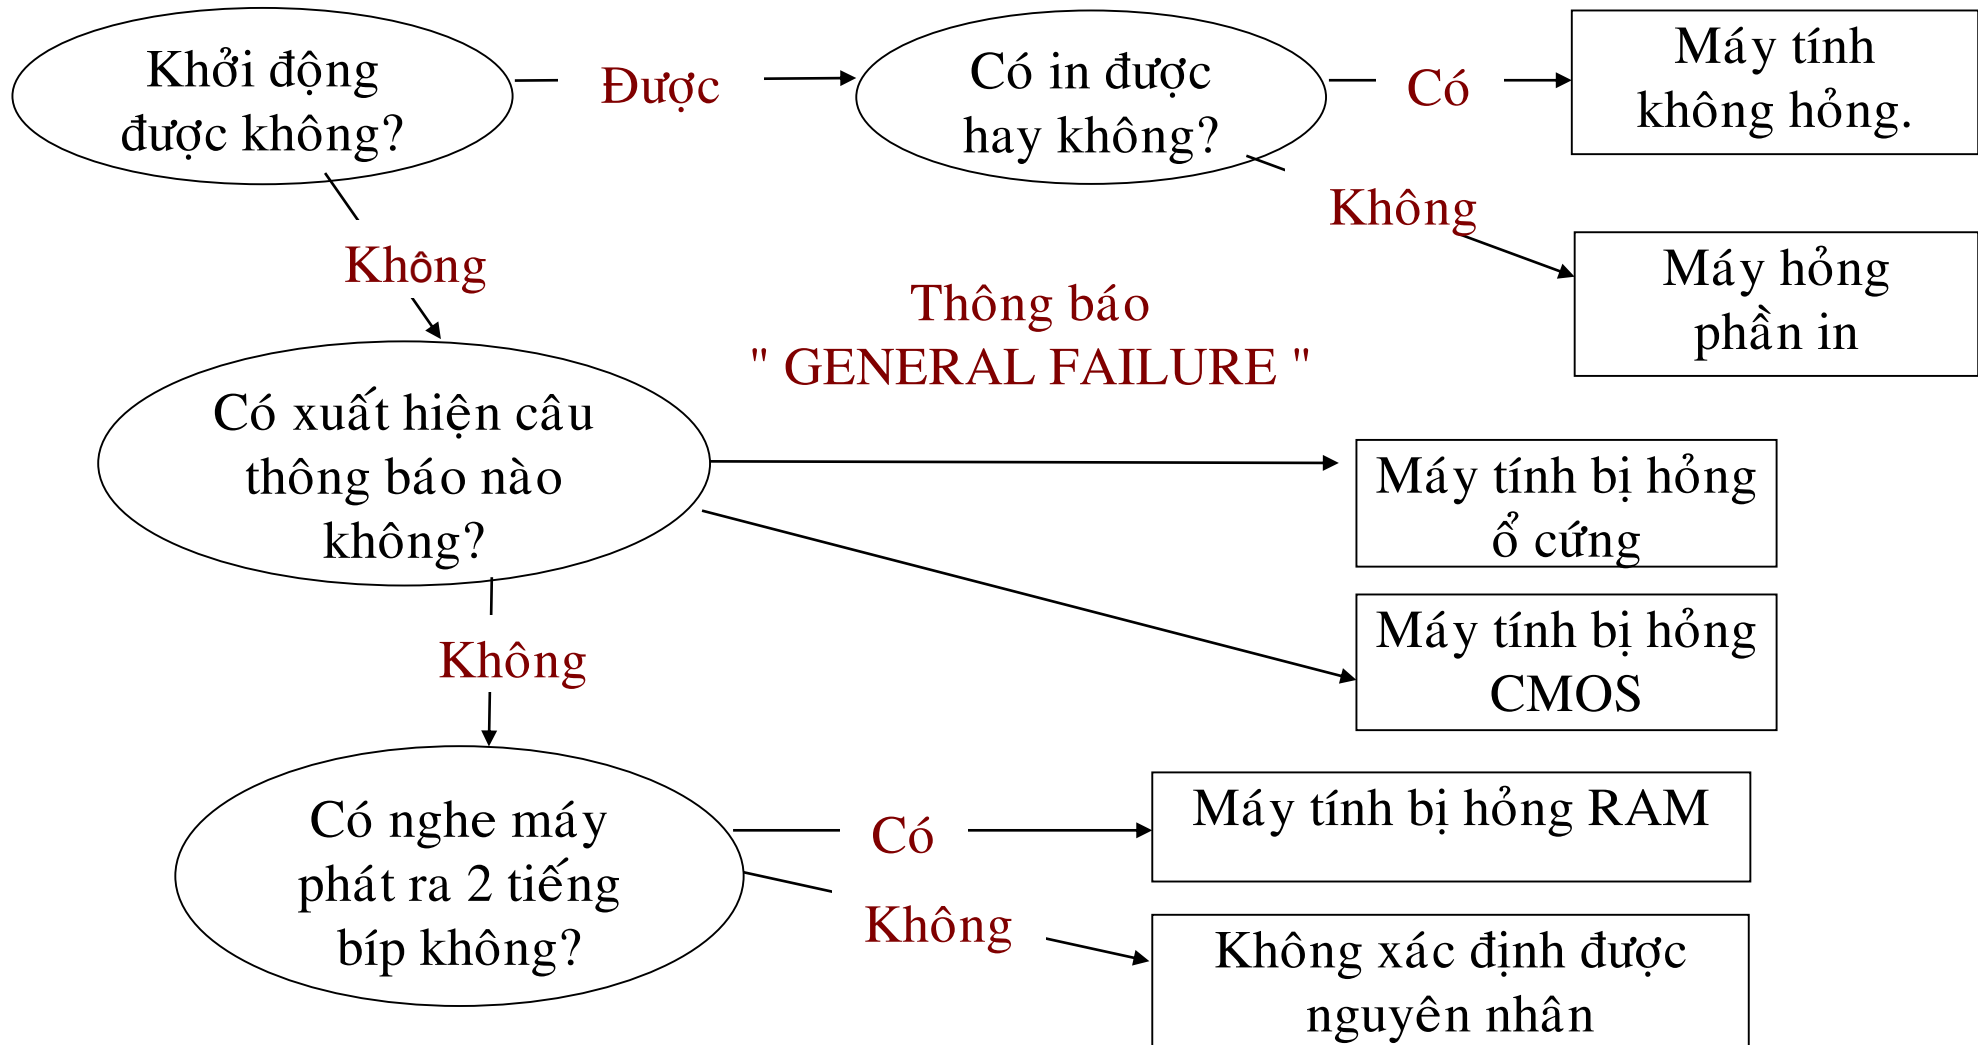 Khởi động
được không?
Được
Có in được
hay không?
Có
Máy tính
không hỏng.
Không
Máy hỏng
phần in
Không
Thông báo
" GENERAL FAILURE "
Có xuất hiện câu
thông báo nào
không?
Máy tính bị hỏng
ổ cứng
Máy tính bị hỏng
CMOS
Không
Có nghe máy
phát ra 2 tiếng
bíp không?
Có
Máy tính bị hỏng RAM
Không
Không xác định được
nguyên nhân